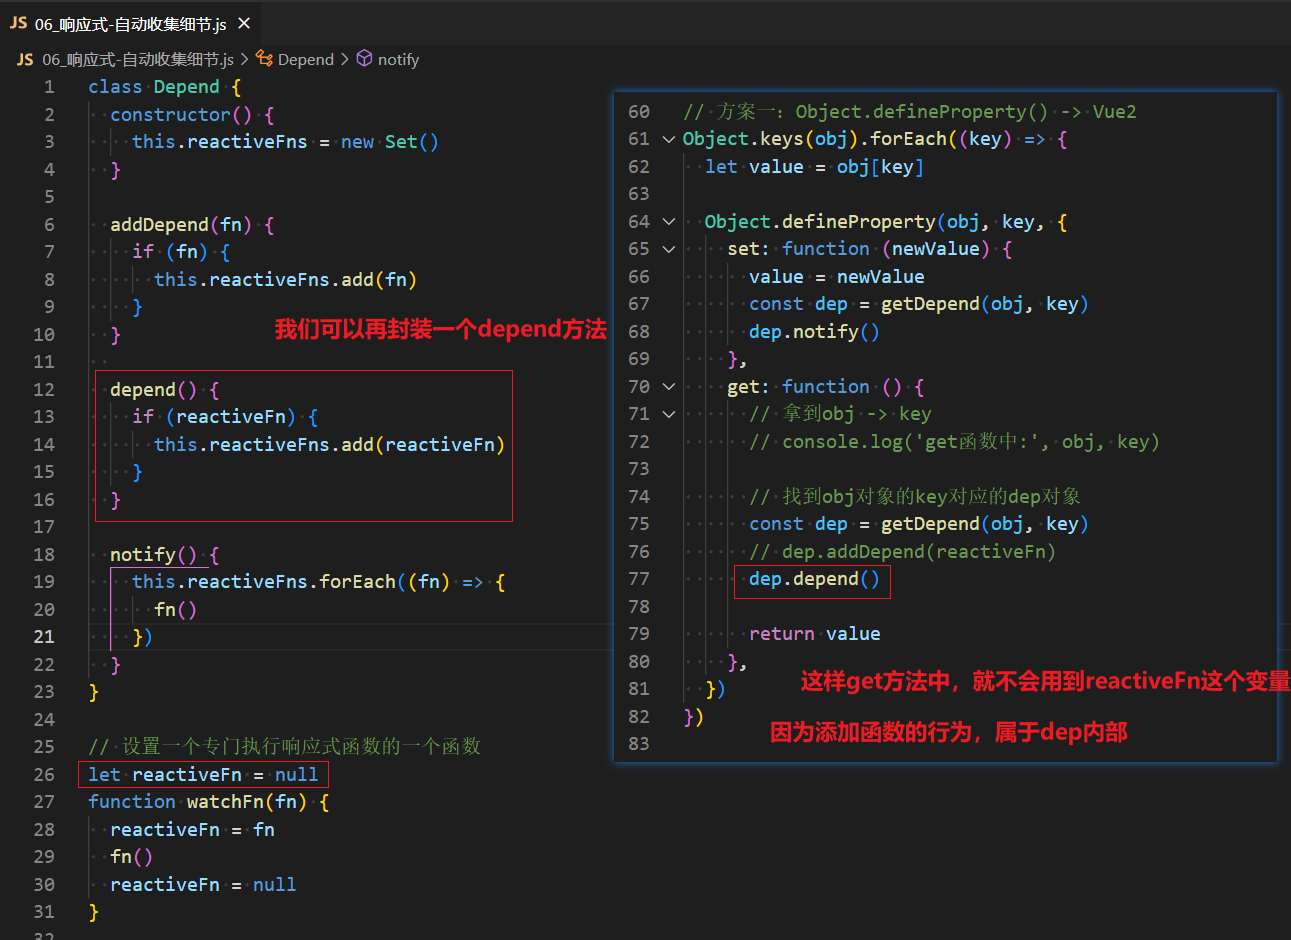 JS 06_响应式-自动收集细节.js ×
JS 06_响应式-自动收集细节.js > Depend > notify
1 class Depend {
2 constructor() {
3 this.reactiveFns = new Set()
4 }
5
6 addDepend(fn) {
7 if (fn) {
8 this.reactiveFns.add(fn)
9 }
10 }
11
我们可以再封装一个depend方法
12 depend() {
13 if (reactiveFn) {
14 this.reactiveFns.add(reactiveFn)
15 }
16 }
17
18 notify() {
19 this.reactiveFns.forEach((fn) => {
20 fn()
21 })
22 }
23 }
24
25 // 设置一个专门执行响应式函数的一个函数
26 let reactiveFn = null
27 function watchFn(fn) {
28 reactiveFn = fn
29 fn()
30 reactiveFn = null
31 }
32
60 // 方案一: Object.defineProperty() -> Vue2
61 Object.keys(obj).forEach((key) => {
62 let value = obj[key]
63
64 Object.defineProperty(obj, key, {
65 set: function (newValue) {
66 value = newValue
67 const dep = getDepend(obj, key)
68 dep.notify()
69 },
70 get: function () {
71 // 拿到obj -> key
72 // console.log('get函数中:', obj, key)
73
74 // 找到obj对象的key对应的dep对象
75 const dep = getDepend(obj, key)
76 // dep.addDepend(reactiveFn)
77 dep.depend()
78
79 return value
80 },
81 })
82 })
83
这样get方法中，就不会用到reactiveFn这个变量
因为添加函数的行为，属于dep内部